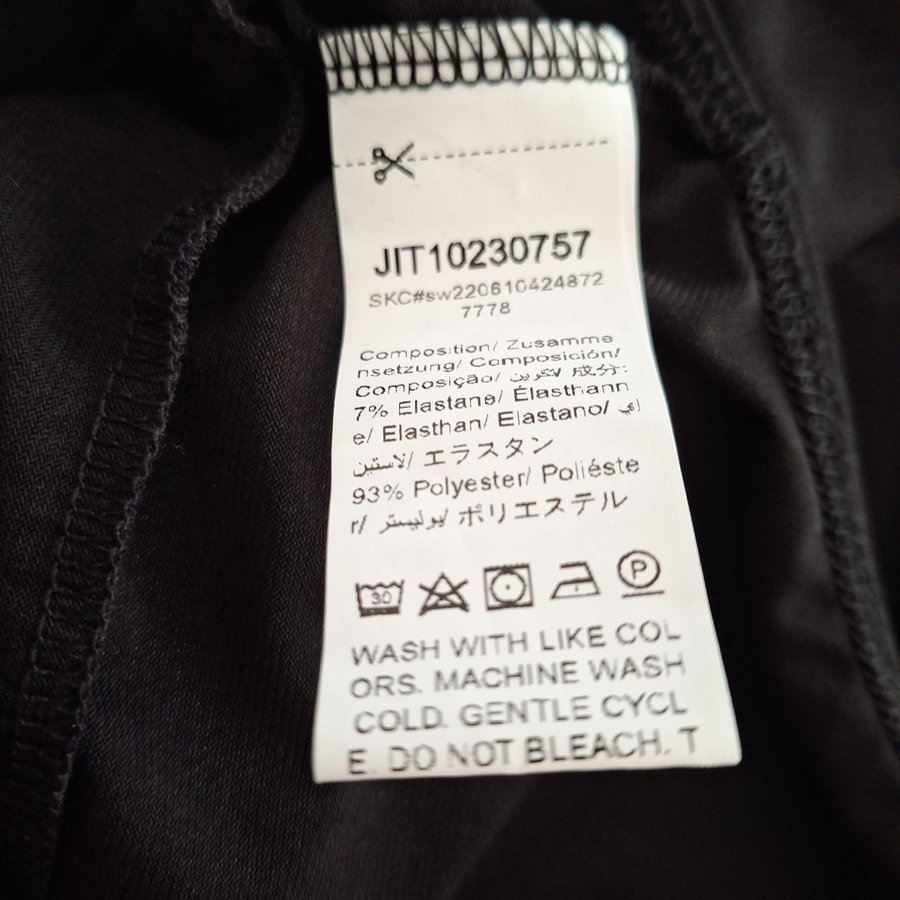 JIT10230757
SKC#sw220610424872
7778
Composition/ Zusamme
nsetzung/ Composición/
Composição/ تكوين/ 成分:
7% Elastane/ Élasthann
e/ Elasthan/ Elastano/ إي
لاستين/ エラスタン
93% Polyester/ Poliéste
r/ بوليستر/ ポリエステル
30 P
WASH WITH LIKE COL
ORS. MACHINE WASH
COLD. GENTLE CYCL
E. DO NOT BLEACH. T